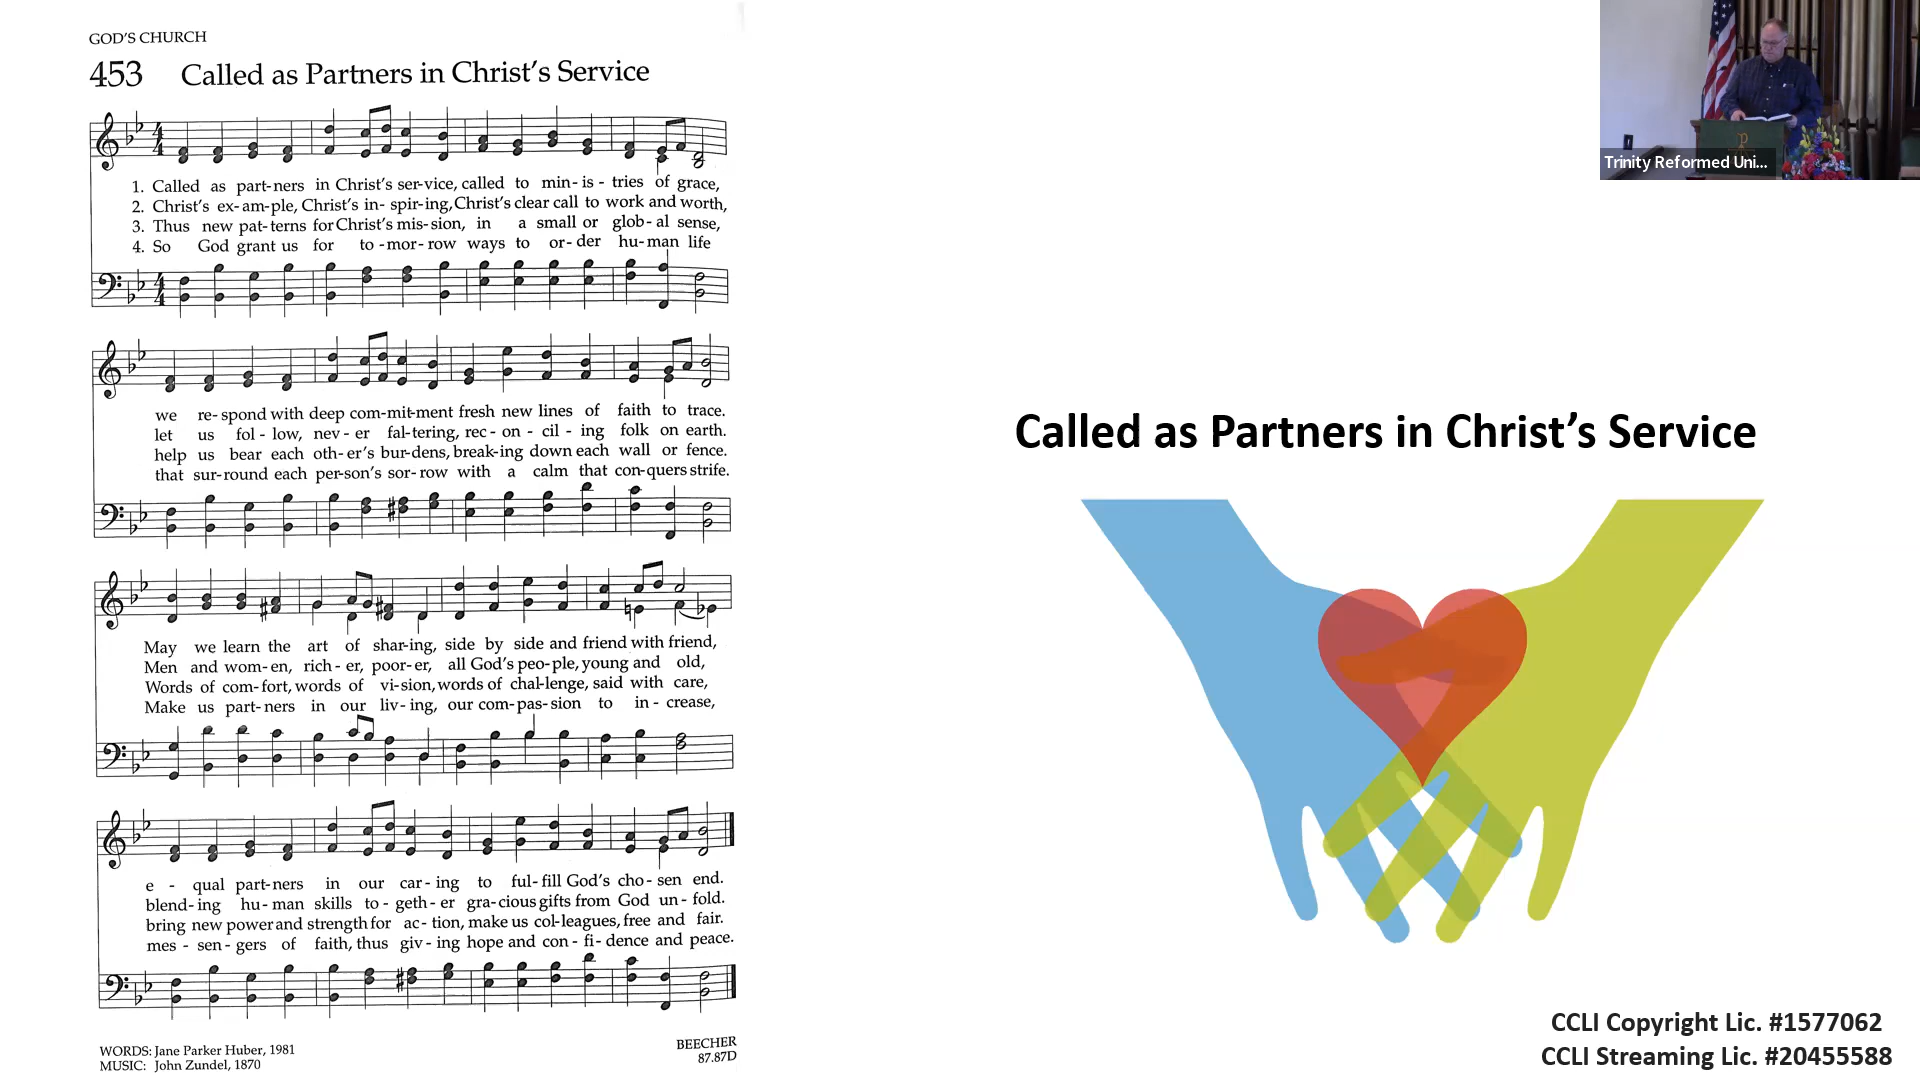 GOD'S CHURCH
453 Called as Partners in Christ's Service
1. Called as part-ners in Christ's ser-vice, called to min-is-tries of grace,
2. Christ's ex-am-ple, Christ's in-spir-ing, Christ's clear call to work and worth,
3. Thus new pat-terns for Christ's mis-sion, in a small or glob-al sense,
4. So God grant us for to-mor-row ways to or-der hu-man life
we re-spond with deep com-mit-ment fresh new lines of faith to trace.
let us fol-low, nev-er fal-tering, rec-on-cil-ing folk on earth.
help us bear each oth-er's bur-dens, break-ing down each wall or fence.
that sur-round each per-son's sor-row with a calm that con-quers strife.
May we learn the art of shar-ing, side by side and friend with friend,
Men and wom-en, rich-er, poor-er, all God's peo-ple, young and old,
Words of com-fort, words of vi-sion, words of chal-lenge, said with care,
Make us part-ners in our liv-ing, our com-pas-sion to in-crease,
e-qual part-ners in our car-ing to ful-fill God's cho-sen end.
blend-ing hu-man skills to-geth-er gra-cious gifts from God un-fold.
bring new power and strength for ac-tion, make us col-leagues, free and fair.
mes-sen-gers of faith, thus giv-ing hope and con-fi-dence and peace.
WORDS: Jane Parker Huber, 1981
MUSIC: John Zundel, 1870
BEECHER
87.87D
Called as Partners in Christ's Service
CCLI Copyright Lic. #1577062
CCLI Streaming Lic. #20455588
Trinity Reformed Uni...